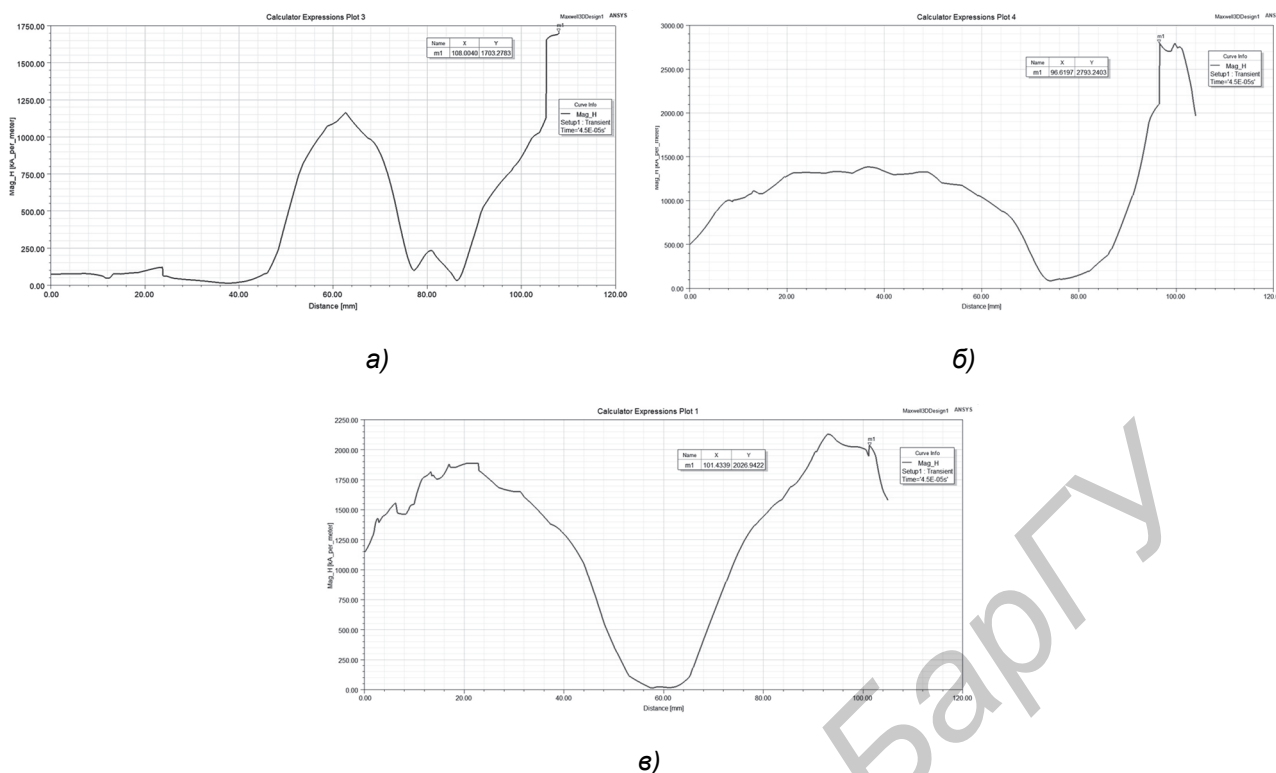 Calculator Expressions Plot 3
Maxwell3DDesign1 ANSYS
1750.00
1500.00
1250.00
1000.00
750.00
500.00
250.00
0.00
Mag_H [kA_per_meter]
Name X Y
m1 108.0040 1703.2783
m1
Curve Info
Mag_H
Setup1 : Transient
Time='4.5E-05s'
0.00 20.00 40.00 60.00 80.00 100.00 120.00
Distance [mm]
а)
Calculator Expressions Plot 4
Maxwell3DDesign1 ANS
3000.00
2500.00
2000.00
1500.00
1000.00
500.00
0.00
Mag_H [kA_per_meter]
Name X Y
m1 96.6197 2793.2403
m1
Curve Info
Mag_H
Setup1 : Transient
Time='4.5E-05s'
0.00 20.00 40.00 60.00 80.00 100.00 120.00
Distance [mm]
б)
Calculator Expressions Plot 1
Maxwell3DDesign1 ANSYS
2250.00
2000.00
1750.00
1500.00
1250.00
1000.00
750.00
500.00
250.00
0.00
Mag_H [kA_per_meter]
Name X Y
m1 101.4339 2026.9422
m1
Curve Info
Mag_H
Setup1 : Transient
Time='4.5E-05s'
0.00 20.00 40.00 60.00 80.00 100.00 120.00
Distance [mm]
в)
БарГУ